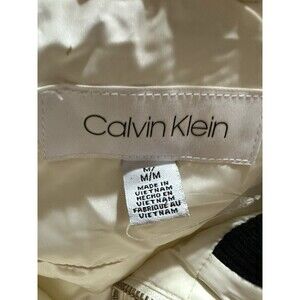 Calvin Klein
M/
M/M
MADE IN
VIETNAM
HECHO EN
VIETNAM
FABRIQUÉ AU
VIETNAM